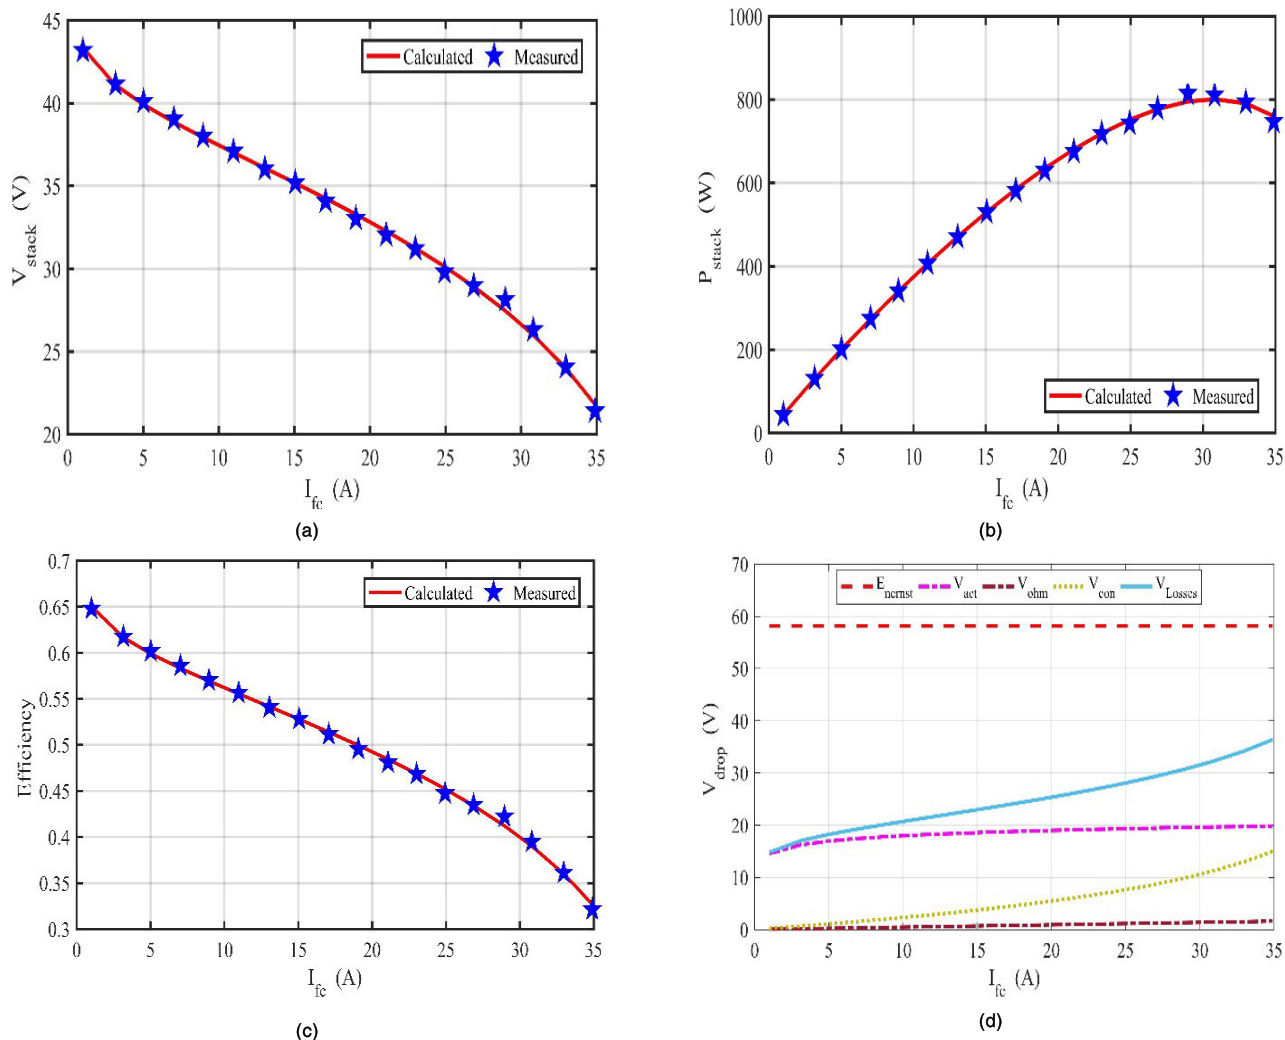 45
40
35
30
25
20
V_stack (V)
Calculated Measured
0 5 10 15 20 25 30 35
I_fc (A)
(a)
1000
800
600
400
200
0
P_stack (W)
Calculated Measured
0 5 10 15 20 25 30 35
I_fc (A)
(b)
0.7
0.65
0.6
0.55
0.5
0.45
0.4
0.35
0.3
Efficiency
Calculated Measured
0 5 10 15 20 25 30 35
I_fc (A)
(c)
70
60
50
40
30
20
10
0
V_drop (V)
E_nernst V_act V_ohm V_con V_Losses
0 5 10 15 20 25 30 35
I_fc (A)
(d)